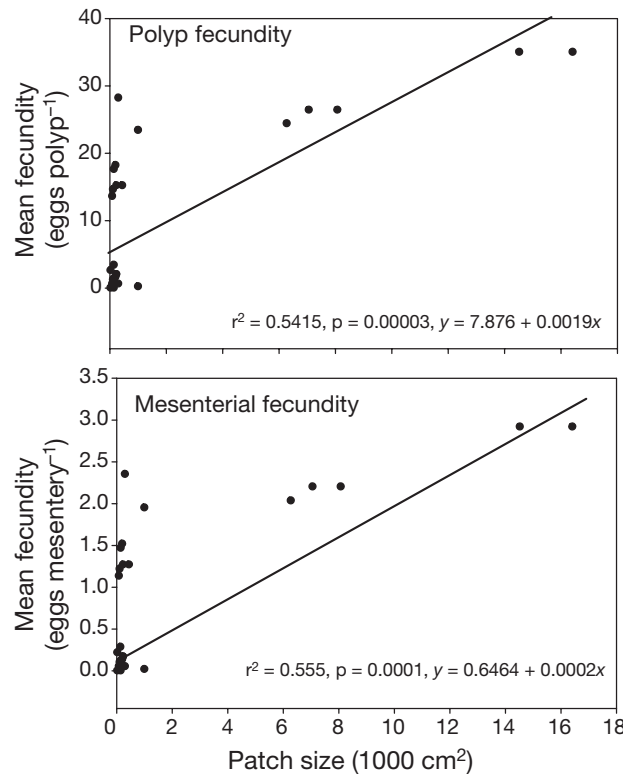 Polyp fecundity
Mean fecundity
(eggs polyp⁻¹)
40
30
20
10
0
r² = 0.5415, p = 0.00003, y = 7.876 + 0.0019x
Mesenterial fecundity
Mean fecundity
(eggs mesentery⁻¹)
3.5
3.0
2.5
2.0
1.5
1.0
0.5
0.0
r² = 0.555, p = 0.0001, y = 0.6464 + 0.0002x
0 2 4 6 8 10 12 14 16 18
Patch size (1000 cm²)